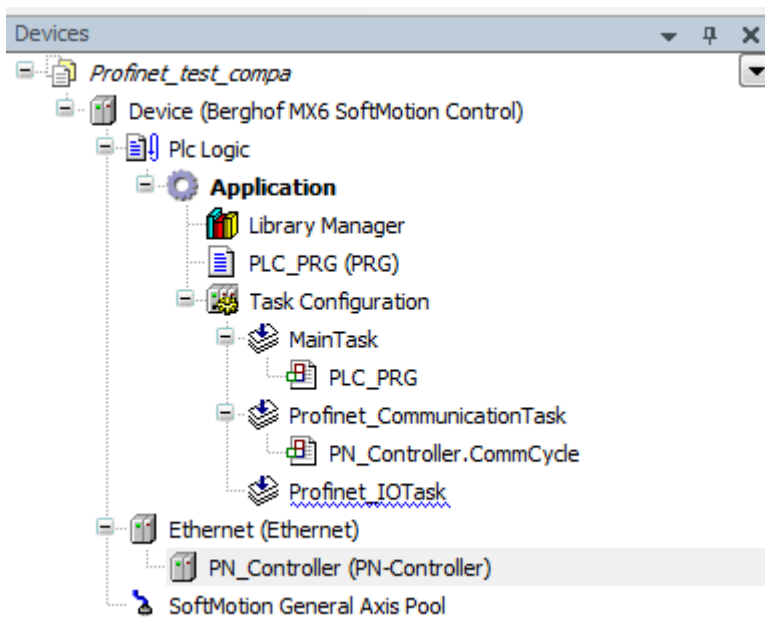 Devices
Profinet_test_compa
Device (Berghof MX6 SoftMotion Control)
Plc Logic
Application
Library Manager
PLC_PRG (PRG)
Task Configuration
MainTask
PLC_PRG
Profinet_CommunicationTask
PN_Controller.CommCycle
Profinet_IOTask
Ethernet (Ethernet)
PN_Controller (PN-Controller)
SoftMotion General Axis Pool